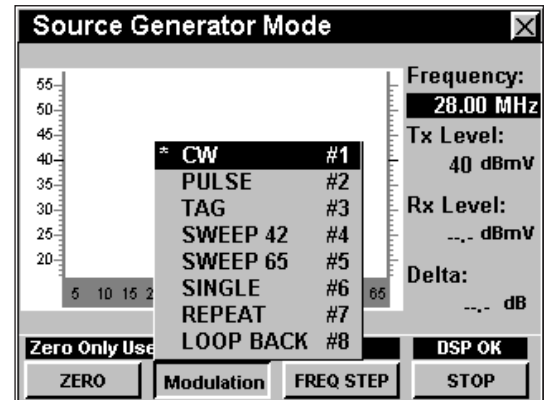 Source Generator Mode
55
50
45
40
35
30
25
20
5 10 15 2
65
* CW #1
PULSE #2
TAG #3
SWEEP 42 #4
SWEEP 65 #5
SINGLE #6
REPEAT #7
LOOP BACK #8
Frequency:
28.00 MHz
Tx Level:
40 dBmV
Rx Level:
--.- dBmV
Delta:
--.- dB
Zero Only Use
DSP OK
ZERO
Modulation
FREQ STEP
STOP